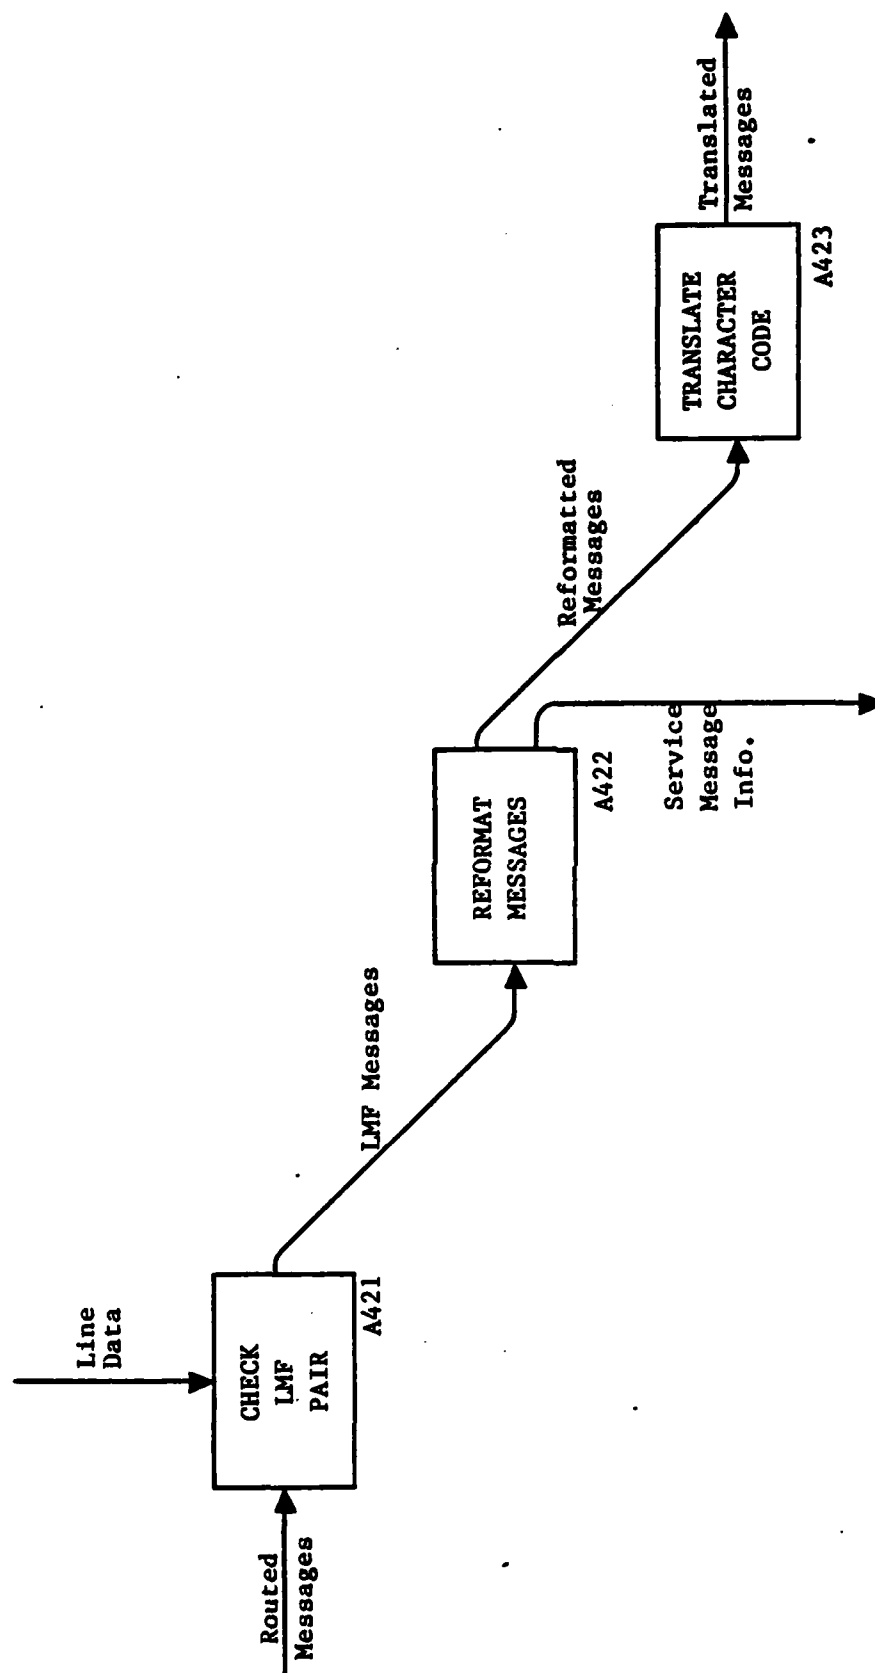 Line
Data
Routed
Messages
CHECK
LMF
PAIR
A421
LMF Messages
REFORMAT
MESSAGES
A422
Service
Message
Info.
Reformatted
Messages
TRANSLATE
CHARACTER
CODE
A423
Translated
Messages